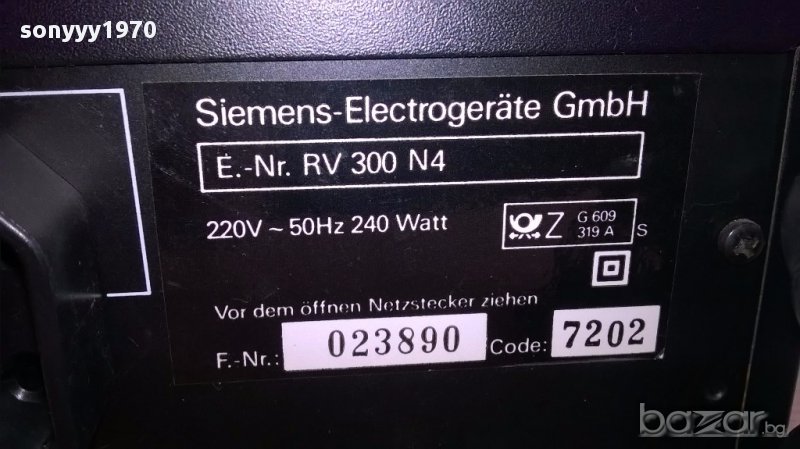 sonyyy1970
Siemens-Electrogeräte GmbH
E.-Nr. RV 300 N4
220V ~ 50Hz 240 Watt
Z G 609
319 A S
Vor dem öffnen Netzstecker ziehen
F.-Nr.: 023890 Code: 7202
bazar.bg